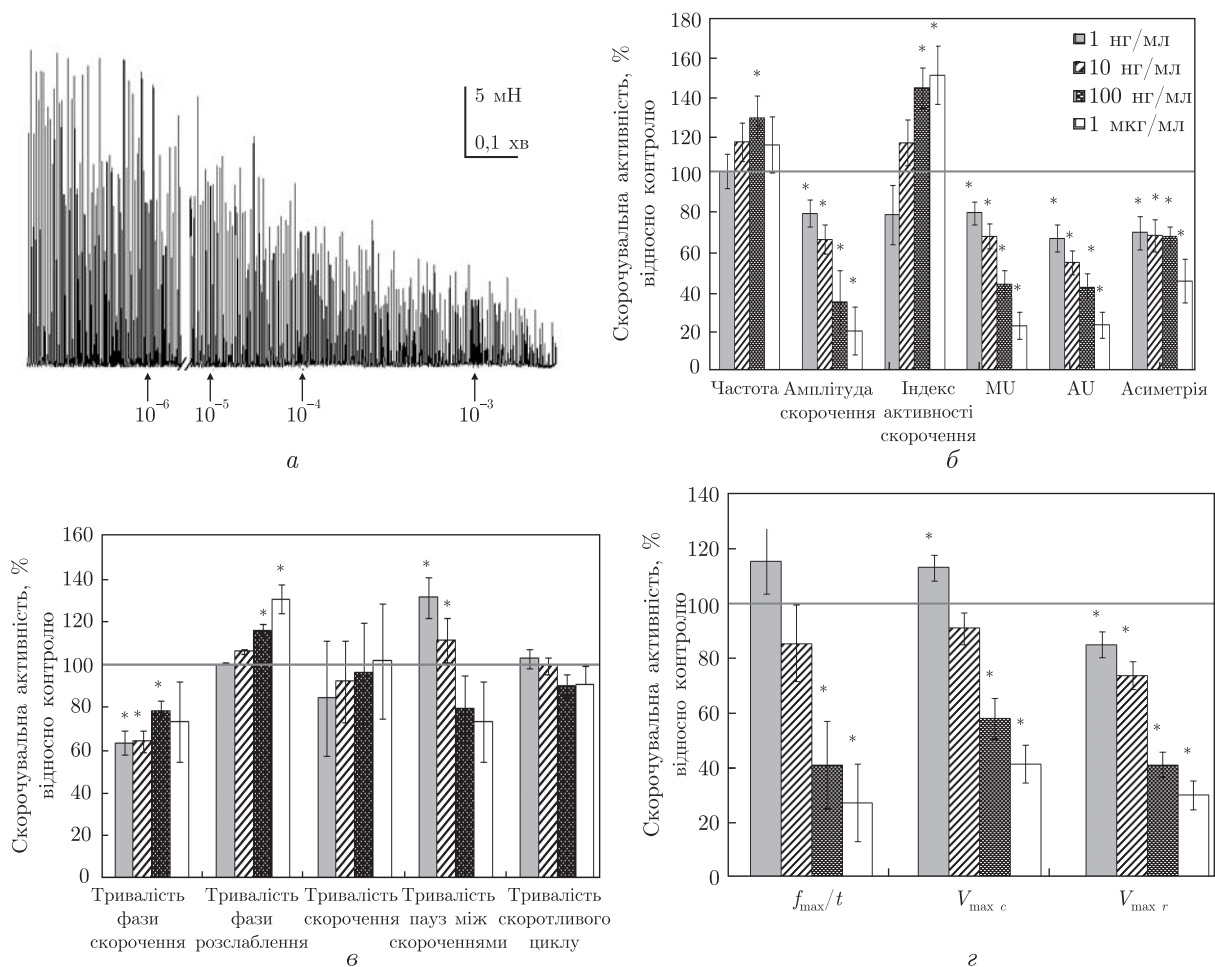 5 мН
0,1 хв
10−6
10−5
10−4
10−3
а
Скорочувальна активність, %
відносно контролю
180
160
140
120
100
80
60
40
20
0
* * * * * * * * * * * * * * * * * * *
1 нг/мл
10 нг/мл
100 нг/мл
1 мкг/мл
Частота
Амплітуда
скорочення
Індекс
активності
скорочення
MU
AU
Асиметрія
б
Скорочувальна активність, %
відносно контролю
160
140
120
100
80
60
40
20
0
* * * * * * *
Тривалість
фази
скорочення
Тривалість
фази
розслаблення
Тривалість
скорочення
Тривалість
пауз між
скороченнями
Тривалість
скоротливого
циклу
в
Скорочувальна активність, %
відносно контролю
140
120
100
80
60
40
20
0
* * * * * * * * *
fmax/t
Vmax c
Vmax r
г